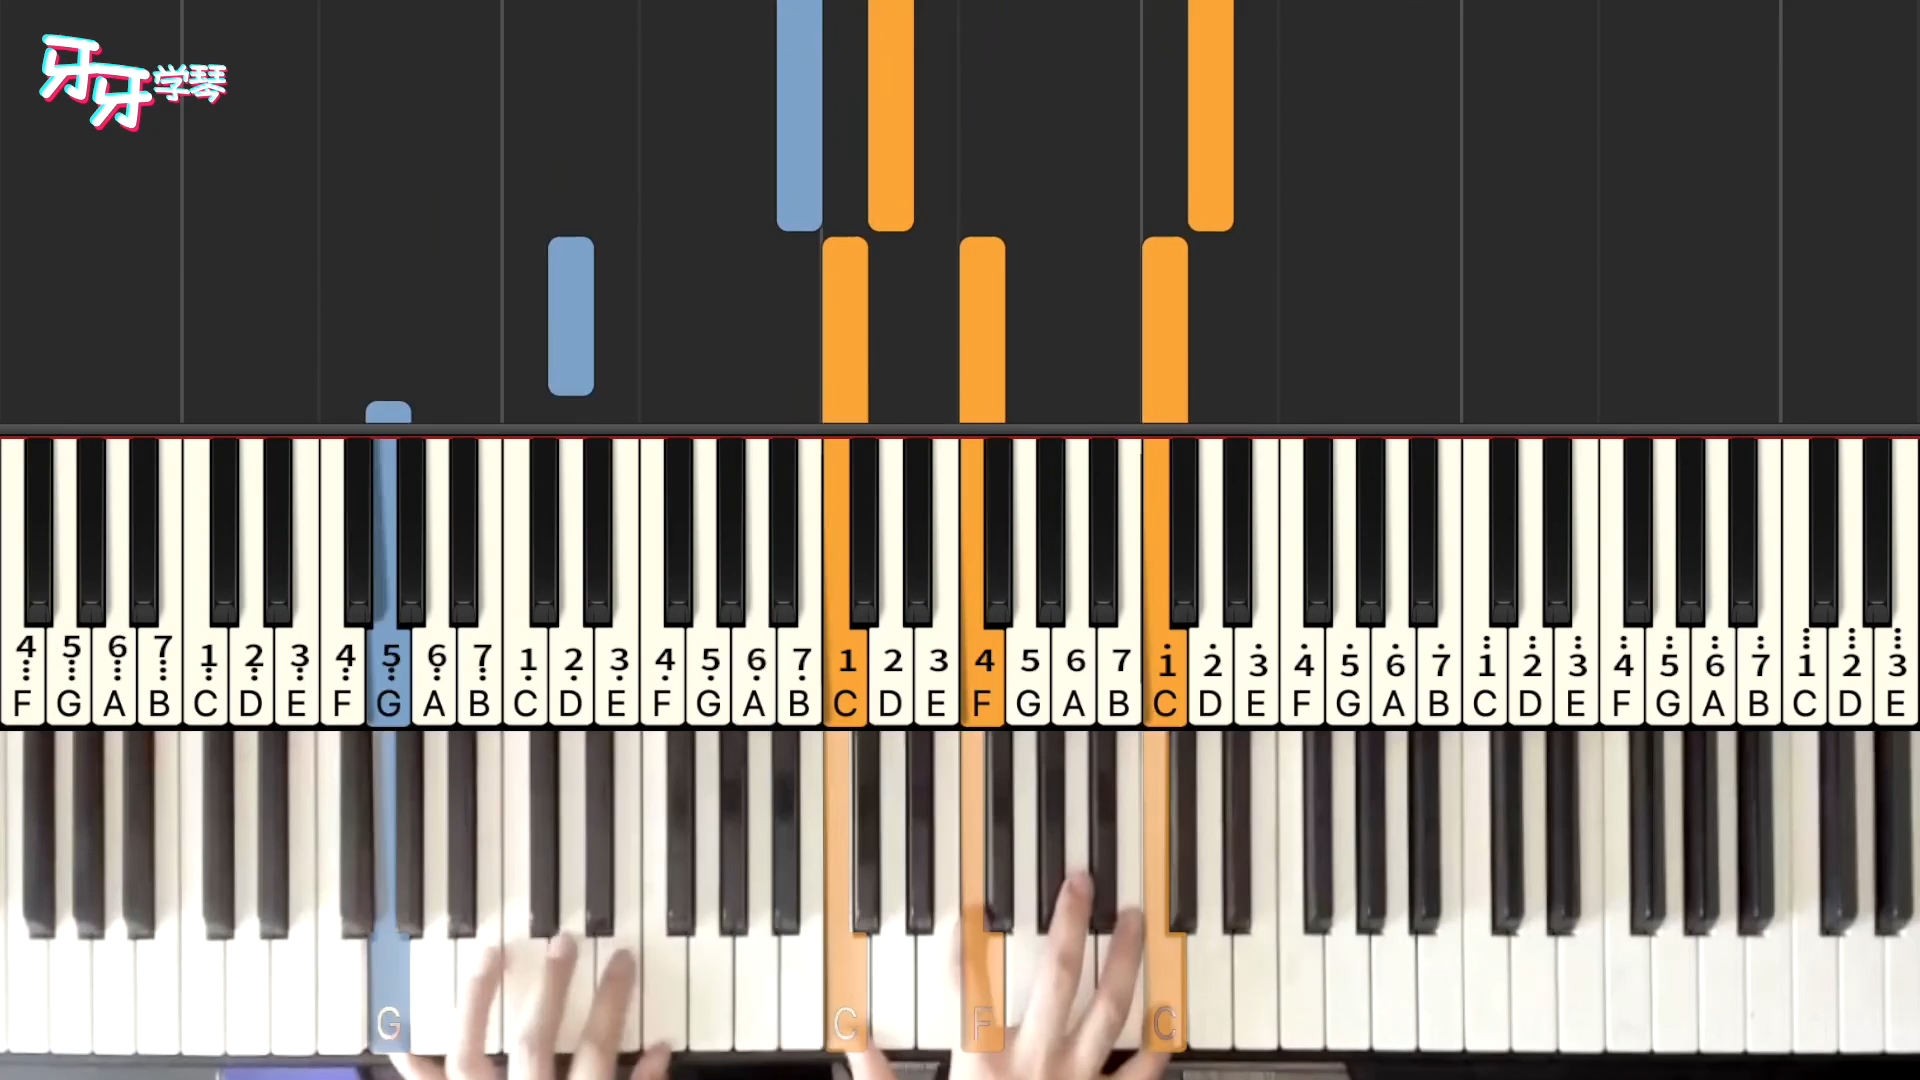 牙牙学琴
4 5 6 7 1 2 3 4 5 6 7 1 2 3 4 5 6 7 1 2 3 4 5 6 7 1 2 3 4 5 6 7 1 2 3 4 5 6 7 1 2 3
F G A B C D E F G A B C D E F G A B C D E F G A B C D E F G A B C D E F G A B C D E
G C F C